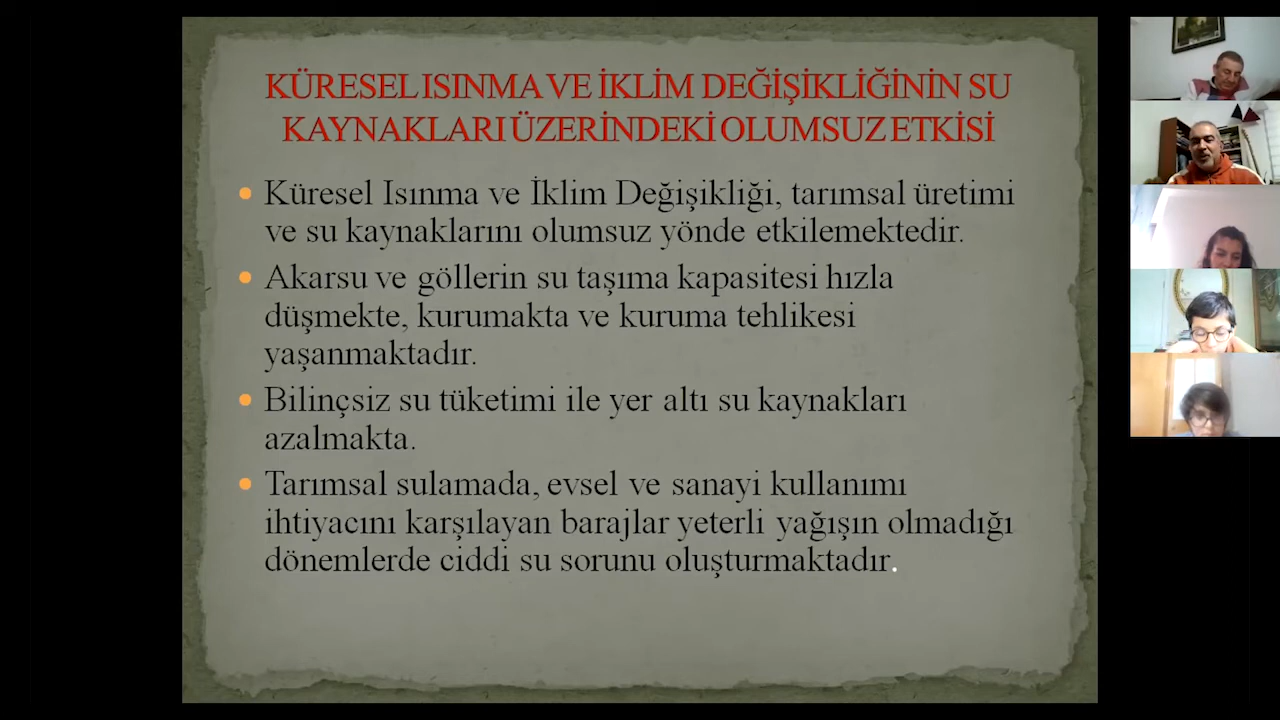 KÜRESEL ISINMA VE İKLİM DEĞİŞİKLİĞİNİN SU
KAYNAKLARI ÜZERİNDEKİ OLUMSUZ ETKİSİ
• Küresel Isınma ve İklim Değişikliği, tarımsal üretimi
ve su kaynaklarını olumsuz yönde etkilemektedir.
• Akarsu ve göllerin su taşıma kapasitesi hızla
düşmekte, kurumakta ve kuruma tehlikesi
yaşanmaktadır.
• Bilinçsiz su tüketimi ile yer altı su kaynakları
azalmakta.
• Tarımsal sulamada, evsel ve sanayi kullanımı
ihtiyacını karşılayan barajlar yeterli yağışın olmadığı
dönemlerde ciddi su sorunu oluşturmaktadır.